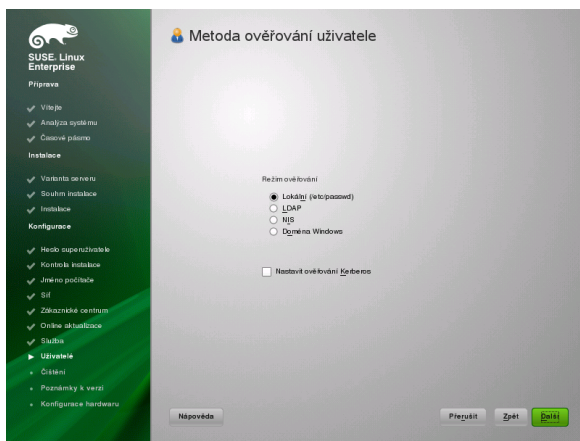 SUSE. Linux
Enterprise
Příprava
Vítejte
Analýza systému
Časové pásmo
Instalace
Varianta serveru
Souhrn instalace
Instalace
Konfigurace
Heslo superuživatele
Kontrola instalace
Jméno počítače
Síť
Zákaznické centrum
Online aktualizace
Služba
Uživatelé
Čištění
Poznámky k verzi
Konfigurace hardwaru
Metoda ověřování uživatele
Režim ověřování
Lokální (/etc/passwd)
LDAP
NIS
Doména Windows
Nastavit ověřování Kerberos
Nápověda
Přerušit
Zpět
Další